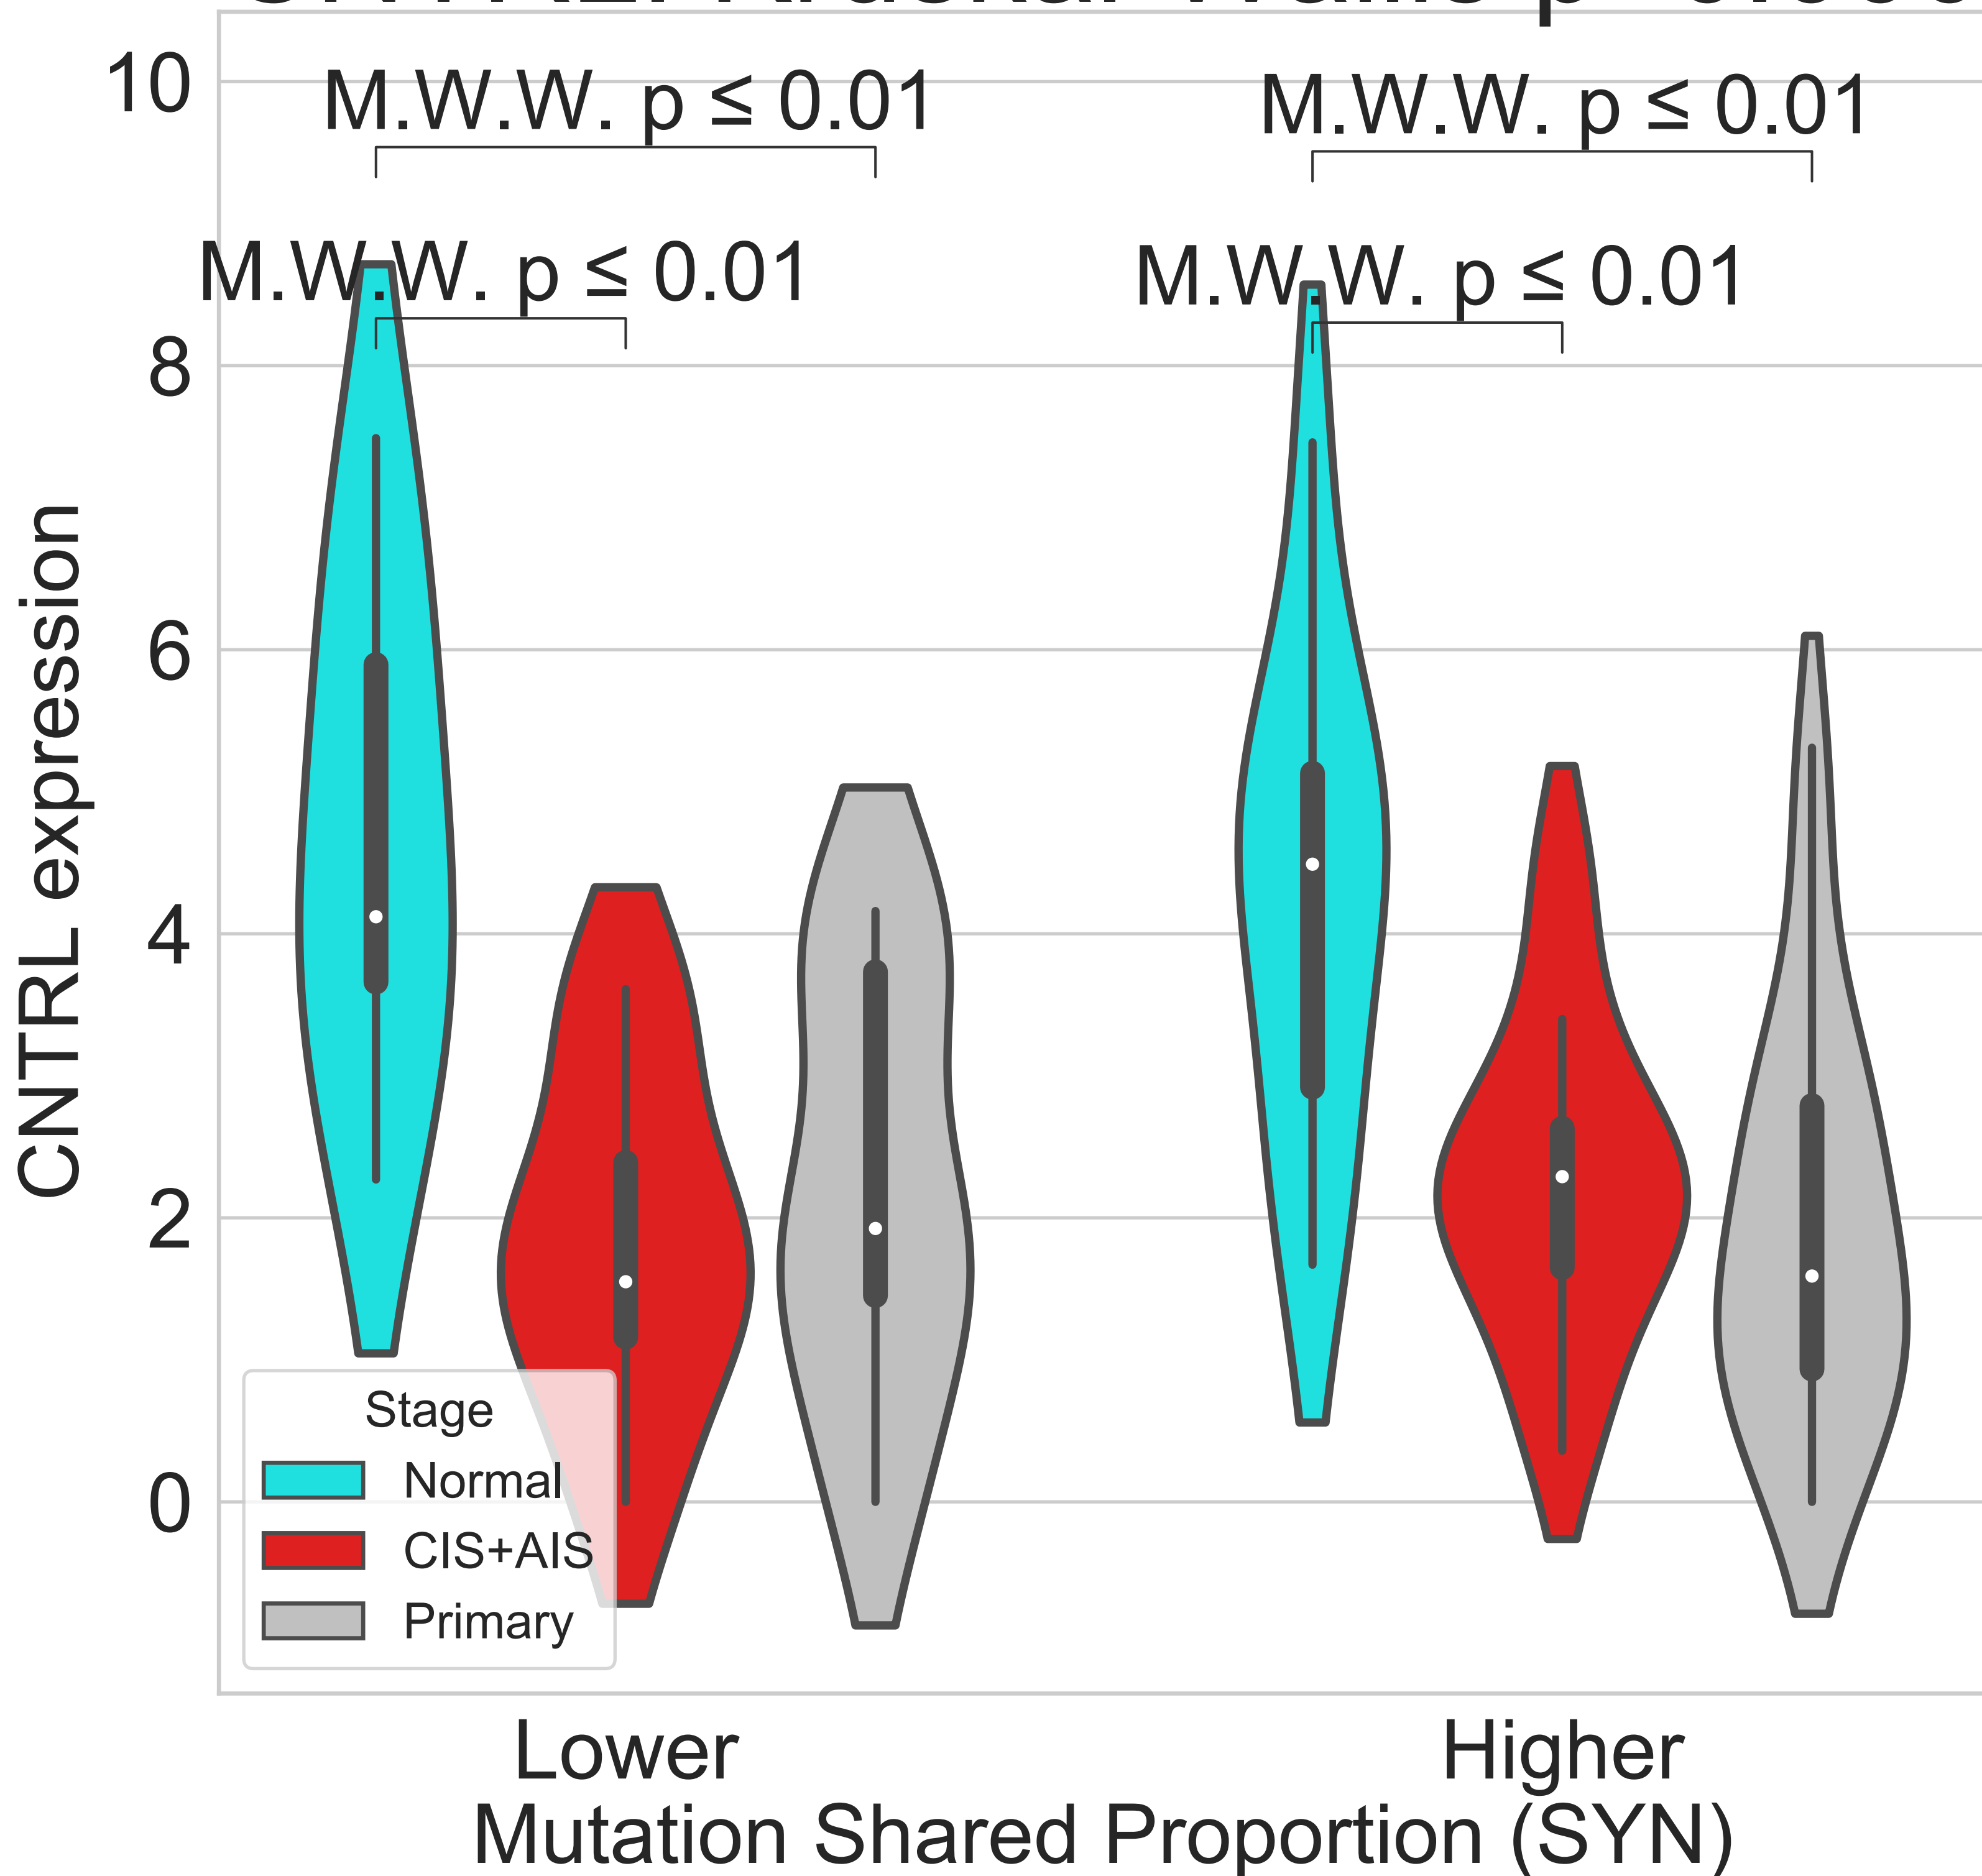 10
M.W.W. p ≤ 0.01
M.W.W. p ≤ 0.01
M.W.W. p ≤ 0.01
M.W.W. p ≤ 0.01
8
6
4
2
0
CNTRL expression
Stage
Normal
CIS+AIS
Primary
Lower
Higher
Mutation Shared Proportion (SYN)